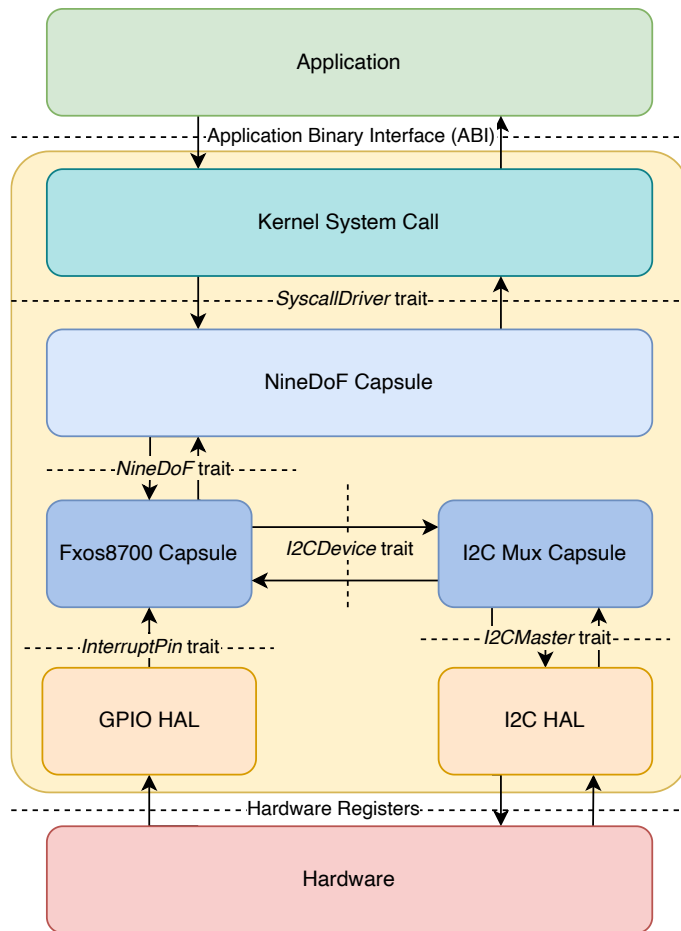 Application
Application Binary Interface (ABI)
Kernel System Call
SyscallDriver trait
NineDoF Capsule
NineDoF trait
Fxos8700 Capsule
I2CDevice trait
I2C Mux Capsule
InterruptPin trait
I2CMaster trait
GPIO HAL
I2C HAL
Hardware Registers
Hardware